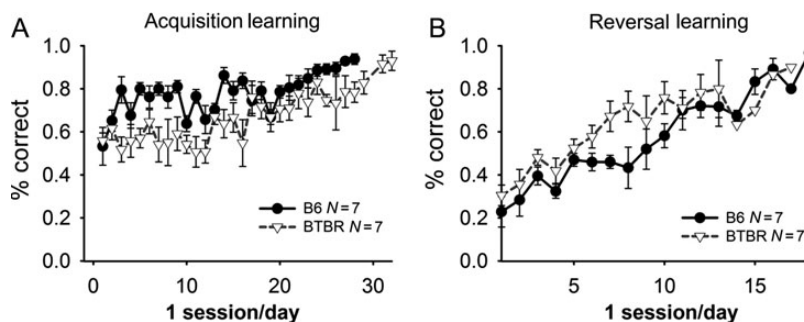 A
Acquisition learning
% correct
1.0
0.8
0.6
0.4
0.2
0.0
B6 N = 7
BTBR N = 7
0 10 20 30
1 session/day
B
Reversal learning
% correct
1.0
0.8
0.6
0.4
0.2
0.0
B6 N = 7
BTBR N = 7
5 10 15
1 session/day